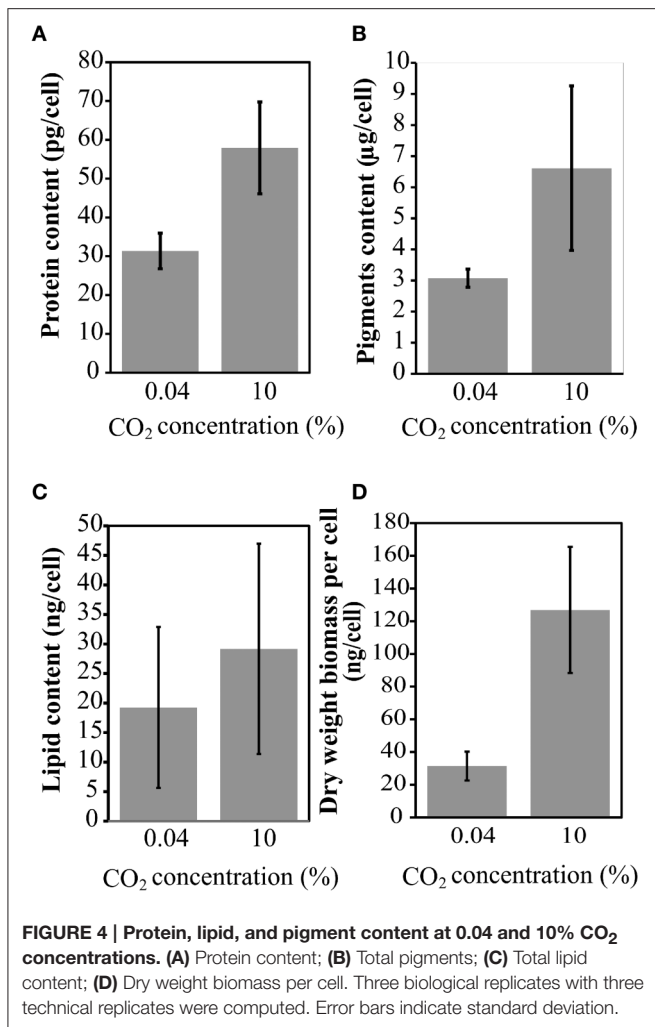 A
Protein content (pg/cell)
80
70
60
50
40
30
20
10
0
0.04 10
CO₂ concentration (%)
B
Pigments content (µg/cell)
10
9
8
7
6
5
4
3
2
1
0
0.04 10
CO₂ concentration (%)
C
Lipid content (ng/cell)
50
45
40
35
30
25
20
15
10
5
0
0.04 10
CO₂ concentration (%)
D
Dry weight biomass per cell
(ng/cell)
180
160
140
120
100
80
60
40
20
0
0.04 10
CO₂ concentration (%)
FIGURE 4 | Protein, lipid, and pigment content at 0.04 and 10% CO₂
concentrations. (A) Protein content; (B) Total pigments; (C) Total lipid
content; (D) Dry weight biomass per cell. Three biological replicates with three
technical replicates were computed. Error bars indicate standard deviation.